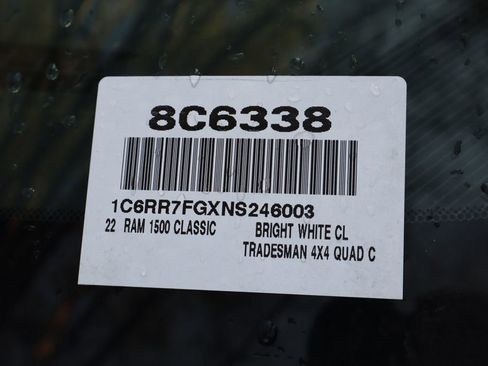 8C6338
1C6RR7FGXNS246003
22 RAM 1500 CLASSIC BRIGHT WHITE CL
TRADESMAN 4X4 QUAD C